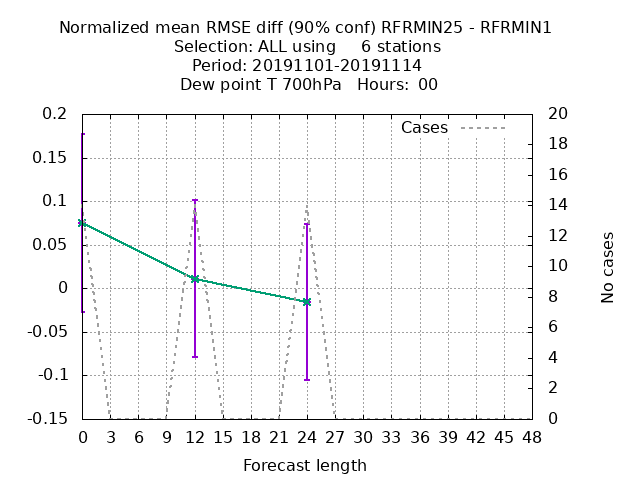 Normalized mean RMSE diff (90% conf) RFRMIN25 - RFRMIN1
Selection: ALL using 6 stations
Period: 20191101-20191114
Dew point T 700hPa Hours: 00
Cases
0.2
0.15
0.1
0.05
0
-0.05
-0.1
-0.15
20
18
16
14
12
10
8
6
4
2
0
No cases
0 3 6 9 12 15 18 21 24 27 30 33 36 39 42 45 48
Forecast length